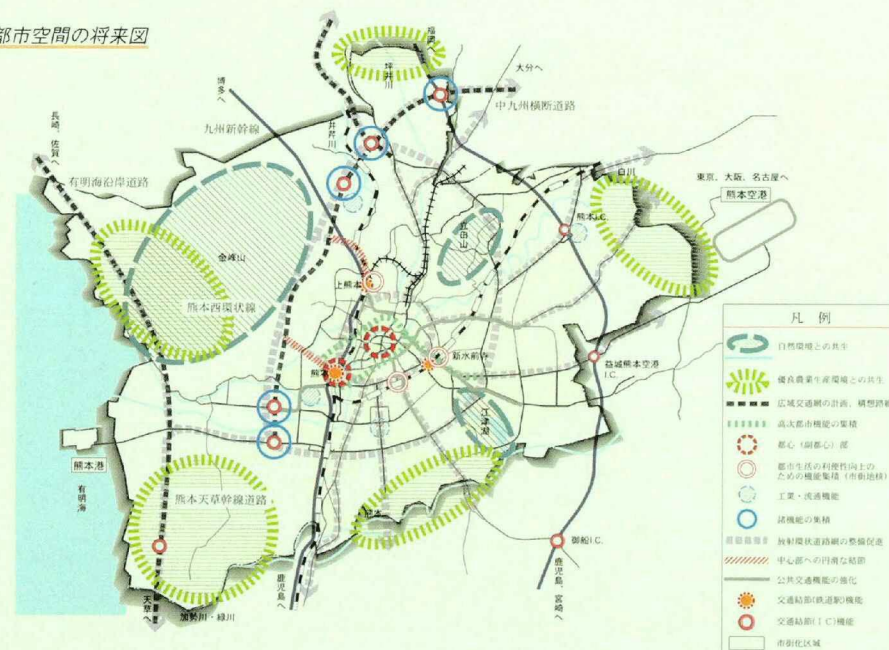 都市空間の将来図
福岡へ
大分へ
坪井川
博多へ
中九州横断道路
九州新幹線
井芹川
長崎、佐賀へ
有明海沿岸道路
白川
東京、大阪、名古屋へ
熊本空港
立田山
熊本I.C.
金峰山
上熊本
熊本西環状線
新水前寺
熊本
益城熊本空港
I.C.
江津湖
熊本港
有明海
熊本天草幹線道路
御船I.C.
天草へ
加勢川・緑川
鹿児島へ
鹿児島、宮崎へ
凡例
自然環境との共生
優良農業生産環境との共生
広域交通網の計画、構想路線
高次都市機能の集積
都心（副都心）部
都市生活の利便性向上の
ための機能集積（市街地核）
工業・流通機能
諸機能の集積
放射環状道路網の整備促進
中心部への円滑な結節
公共交通機能の強化
交通結節(鉄道駅)機能
交通結節(IC)機能
市街化区域